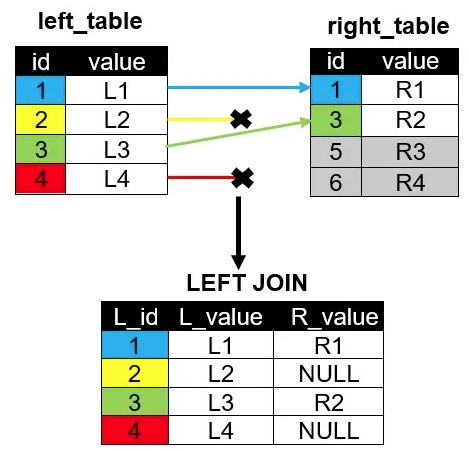 left_table
id value
1 L1
2 L2
3 L3
4 L4
right_table
id value
1 R1
3 R2
5 R3
6 R4
LEFT JOIN
L_id L_value R_value
1 L1 R1
2 L2 NULL
3 L3 R2
4 L4 NULL